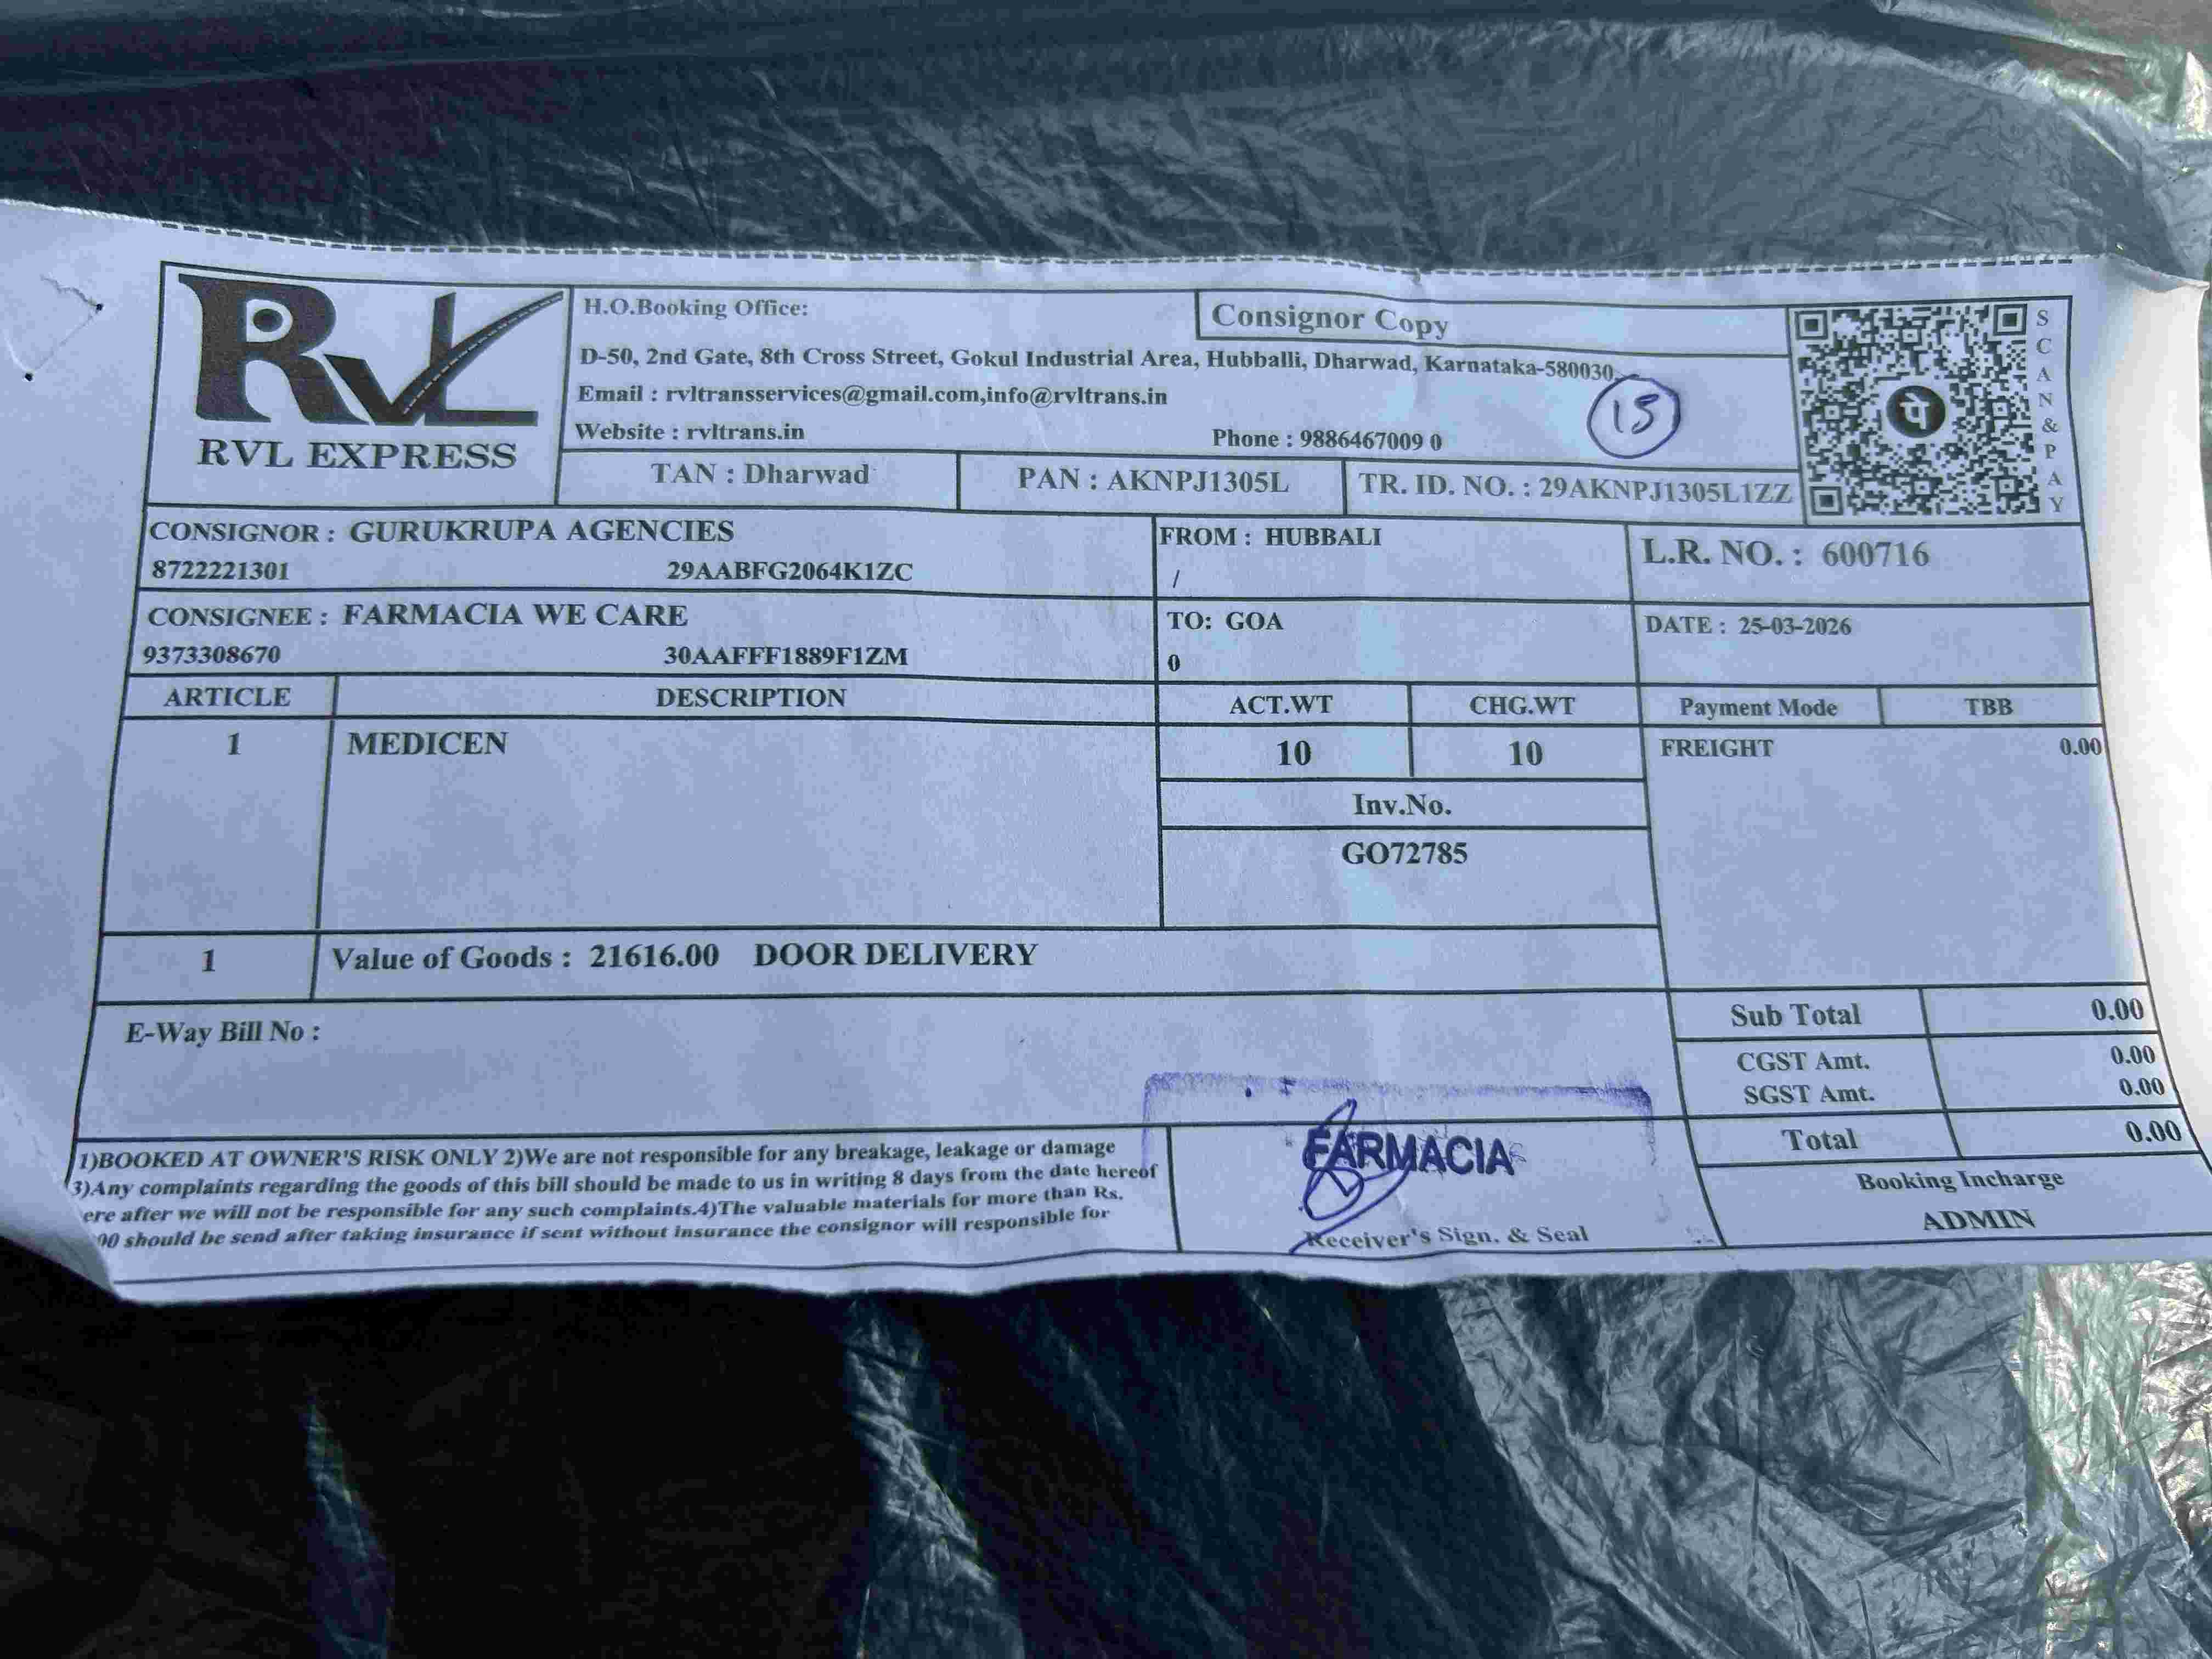 RVL
RVL EXPRESS
H.O.Booking Office:
Consignor Copy
D-50, 2nd Gate, 8th Cross Street, Gokul Industrial Area, Hubballi, Dharwad, Karnataka-580030
Email : rvltransservices@gmail.com,info@rvltrans.in
Website : rvltrans.in
Phone : 9886467009 0
15
पे
SCAN&PAY
TAN : Dharwad
PAN : AKNPJ1305L
TR. ID. NO. : 29AKNPJ1305L1ZZ
CONSIGNOR : GURUKRUPA AGENCIES
8722221301 29AABFG2064K1ZC
FROM : HUBBALI
/
L.R. NO. : 600716
CONSIGNEE : FARMACIA WE CARE
9373308670 30AAFFF1889F1ZM
TO: GOA
0
DATE : 25-03-2026
ARTICLE DESCRIPTION ACT.WT CHG.WT Payment Mode TBB
1 MEDICEN 10 10 FREIGHT 0.00
Inv.No.
GO72785
1 Value of Goods : 21616.00 DOOR DELIVERY
E-Way Bill No :
Sub Total 0.00
CGST Amt. 0.00
SGST Amt. 0.00
Total 0.00
1)BOOKED AT OWNER'S RISK ONLY 2)We are not responsible for any breakage, leakage or damage
3)Any complaints regarding the goods of this bill should be made to us in writing 8 days from the date hereof
ere after we will not be responsible for any such complaints.4)The valuable materials for more than Rs.
00 should be send after taking insurance if sent without insurance the consignor will responsible for
FARMACIA
Receiver's Sign. & Seal
Booking Incharge
ADMIN